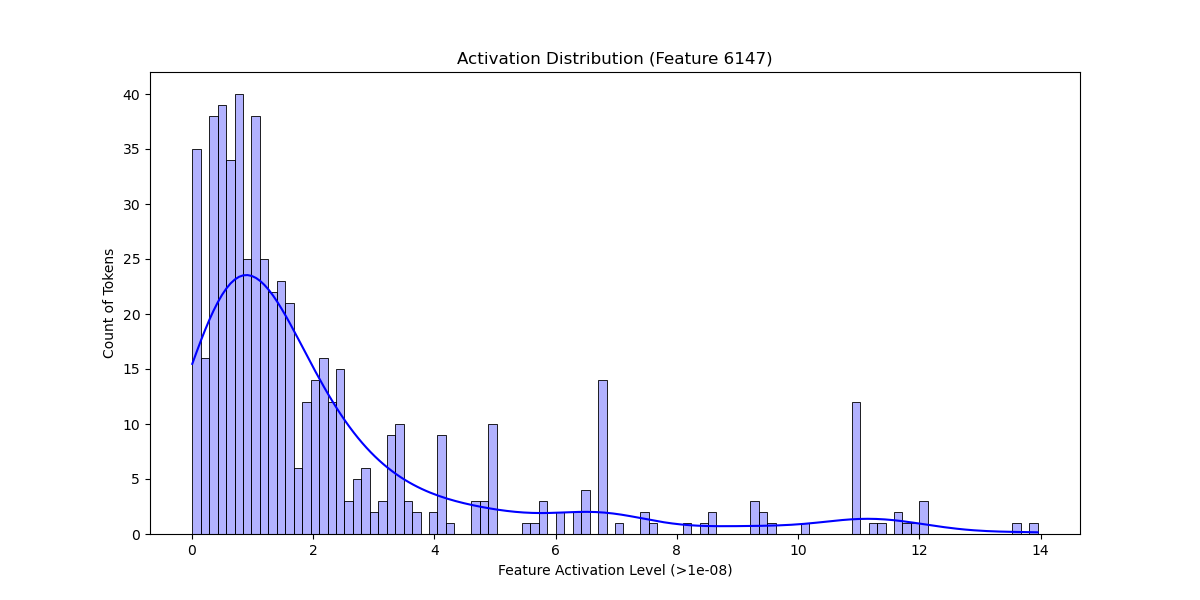 Activation Distribution (Feature 6147)
40
35
30
25
20
15
10
5
0
Count of Tokens
0 2 4 6 8 10 12 14
Feature Activation Level (>1e-08)